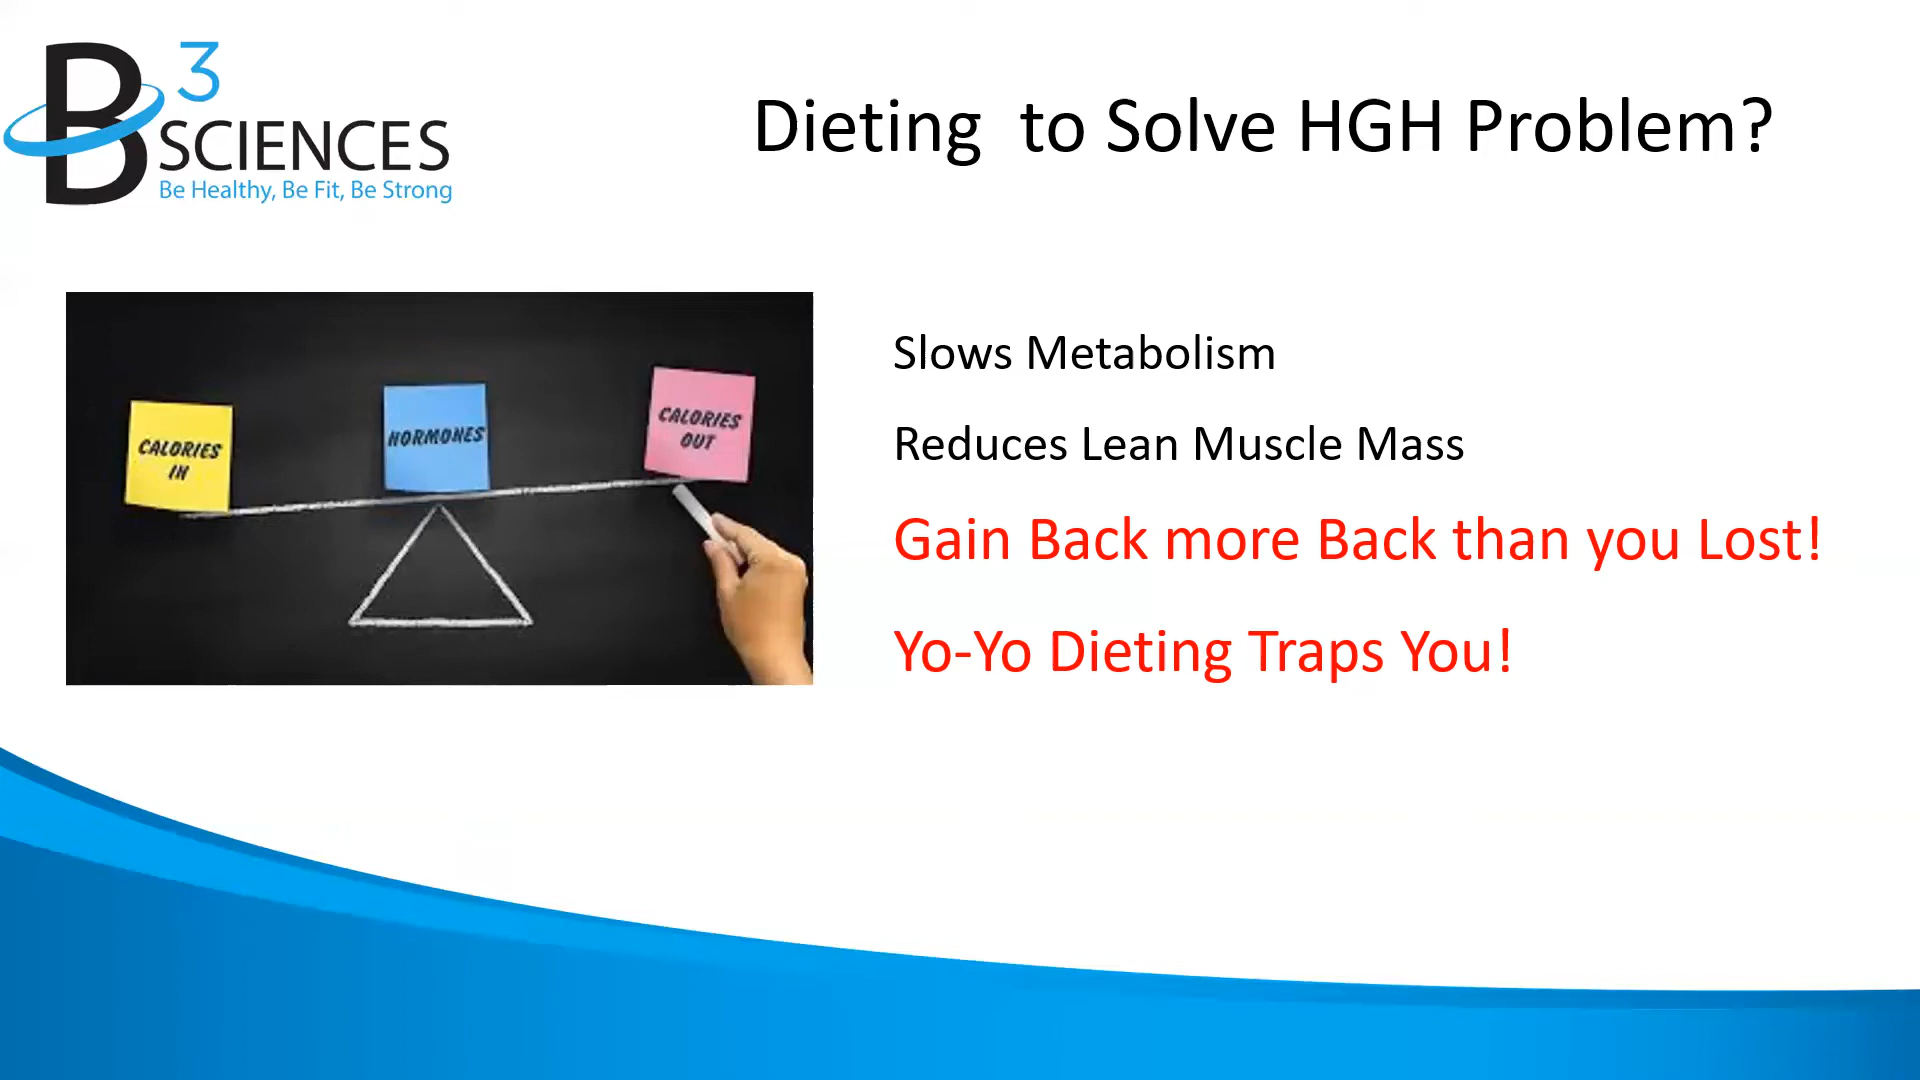 B3
SCIENCES
Be Healthy, Be Fit, Be Strong
Dieting  to Solve HGH Problem?
CALORIES
IN
HORMONES
CALORIES
OUT
Slows Metabolism
Reduces Lean Muscle Mass
Gain Back more Back than you Lost!
Yo-Yo Dieting Traps You!